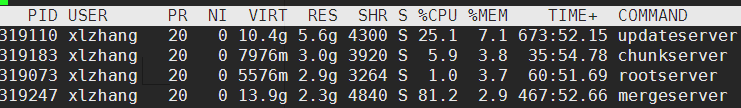 PID USER PR NI VIRT RES SHR S %CPU %MEM TIME+ COMMAND
319110 xlzhang 20 0 10.4g 5.6g 4300 S 25.1 7.1 673:52.15 updateserver
319183 xlzhang 20 0 7976m 3.0g 3920 S 5.9 3.8 35:54.78 chunkserver
319073 xlzhang 20 0 5576m 2.9g 3264 S 1.0 3.7 60:51.69 rootserver
319247 xlzhang 20 0 13.9g 2.3g 4840 S 81.2 2.9 467:52.66 mergeserver